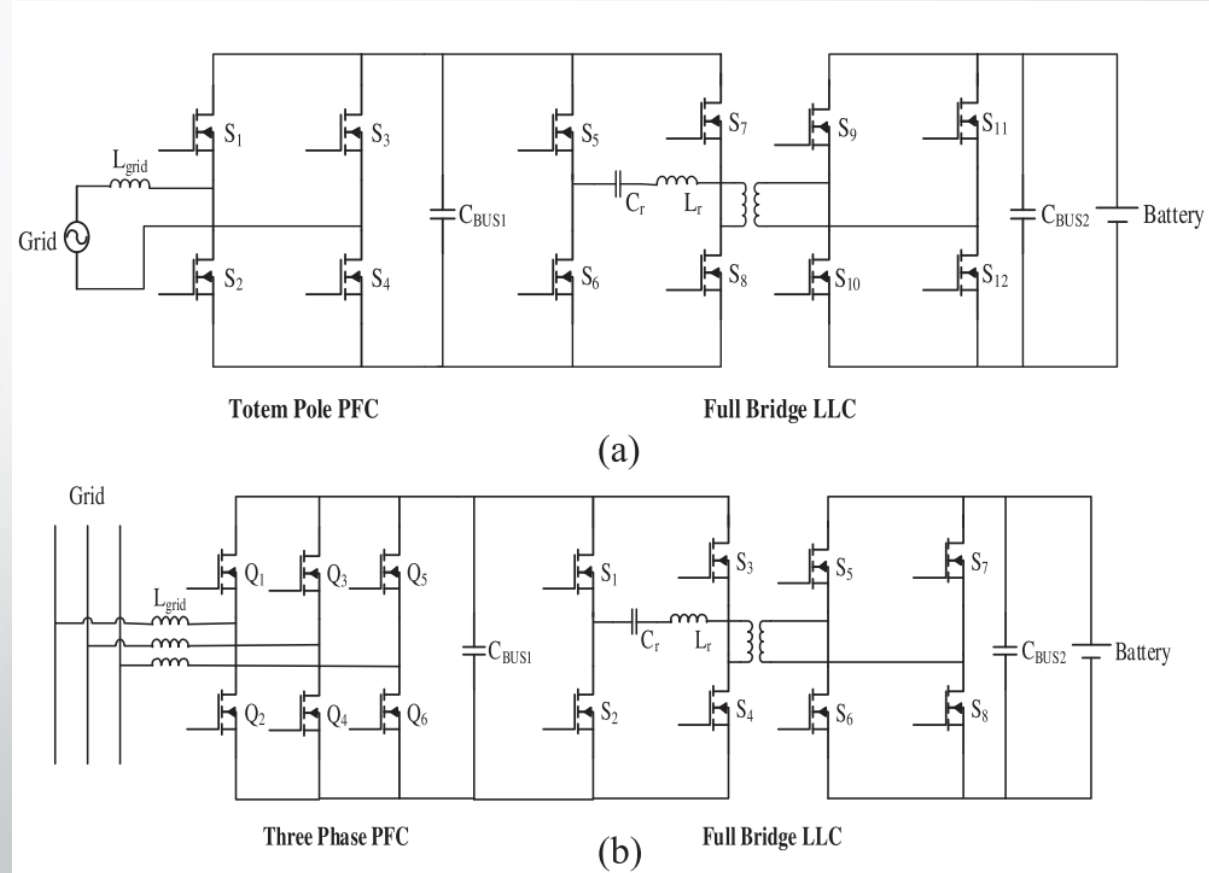 S1 S3 S5 S7 S9 S11
Lgrid
Grid
CBUS1
Cr Lr
CBUS2 Battery
S2 S4 S6 S8 S10 S12
Totem Pole PFC Full Bridge LLC
(a)
Grid
Q1 Q3 Q5 S1 S3 S5 S7
Lgrid
CBUS1
Cr Lr
CBUS2 Battery
Q2 Q4 Q6 S2 S4 S6 S8
Three Phase PFC Full Bridge LLC
(b)